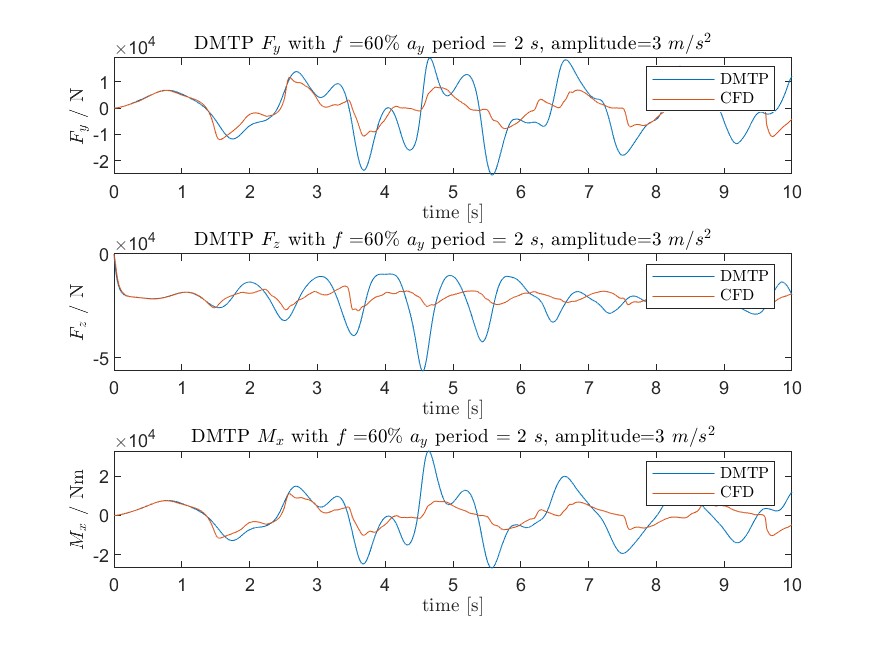 DMTP F_y with f =60% a_y period = 2 s, amplitude=3 m/s²
×10⁴
F_y / N
1
0
-1
-2
DMTP
CFD
0 1 2 3 4 5 6 7 8 9 10
time [s]
DMTP F_z with f =60% a_y period = 2 s, amplitude=3 m/s²
×10⁴
F_z / N
0
-5
DMTP
CFD
0 1 2 3 4 5 6 7 8 9 10
time [s]
DMTP M_x with f =60% a_y period = 2 s, amplitude=3 m/s²
×10⁴
M_x / Nm
2
0
-2
DMTP
CFD
0 1 2 3 4 5 6 7 8 9 10
time [s]